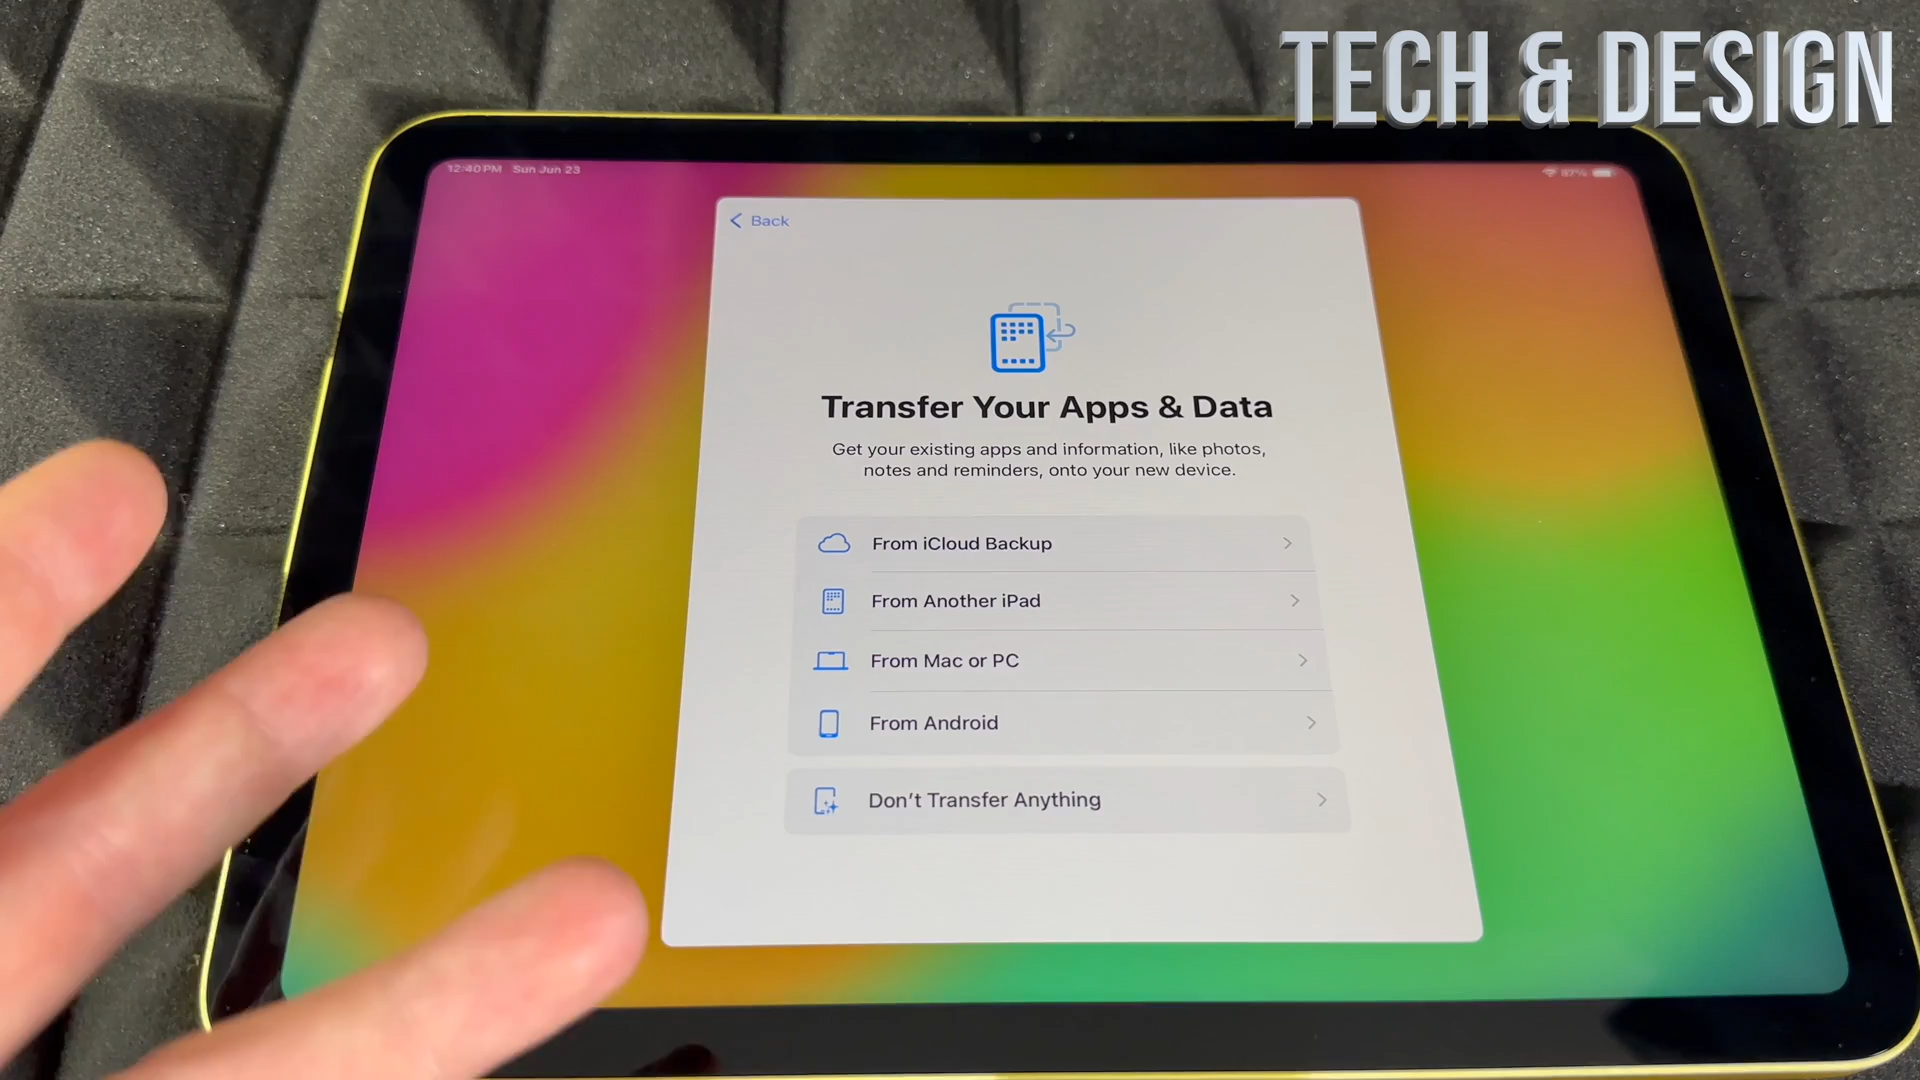 TECH & DESIGN
12:40 PM Sun Jun 23
87%
Back
Transfer Your Apps & Data
Get your existing apps and information, like photos,
notes and reminders, onto your new device.
From iCloud Backup
From Another iPad
From Mac or PC
From Android
Don't Transfer Anything